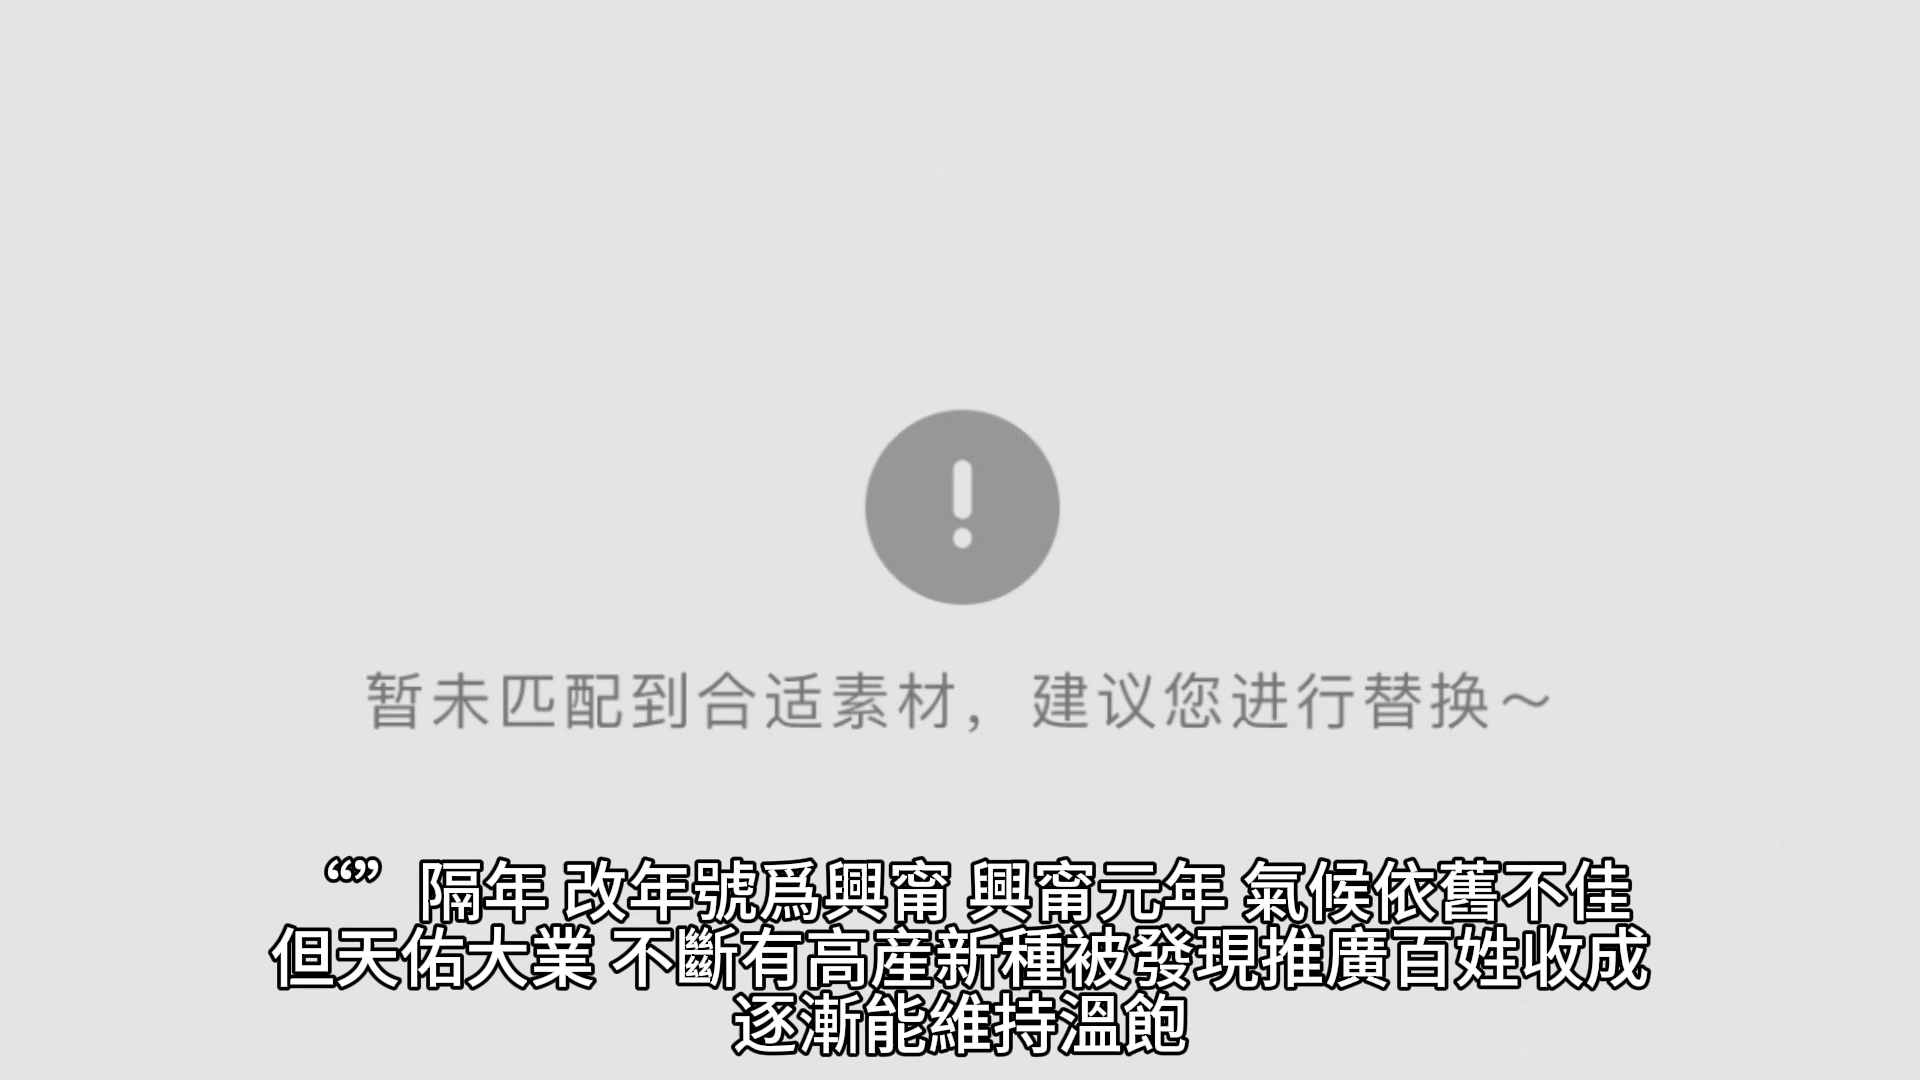 暂未匹配到合适素材，建议您进行替换～
“” 隔年 改年號爲興甯 興甯元年 氣候依舊不佳
但天佑大業 不斷有高産新種被發現推廣百姓收成
逐漸能維持溫飽